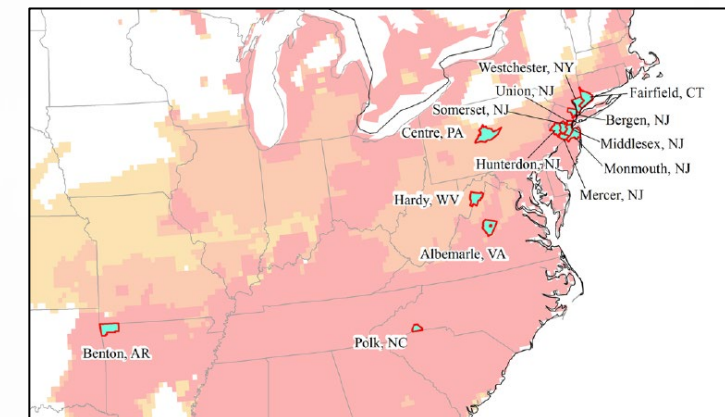 Westchester, NY
Union, NJ
Fairfield, CT
Somerset, NJ
Bergen, NJ
Centre, PA
Middlesex, NJ
Hunterdon, NJ
Monmouth, NJ
Mercer, NJ
Hardy, WV
Albemarle, VA
Benton, AR
Polk, NC